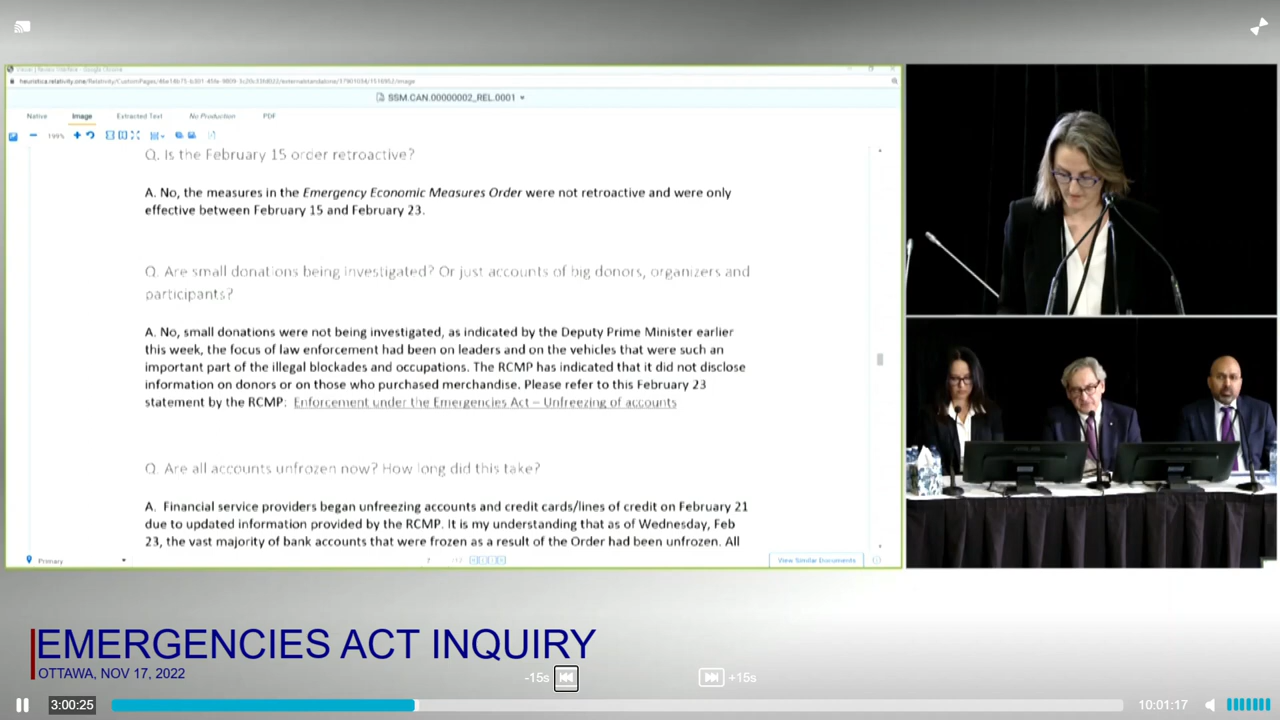 SSM.CAN.00000002_REL.0001
Native
Image
Extracted Text
No Production
PDF
199%
Q. Is the February 15 order retroactive?
A. No, the measures in the Emergency Economic Measures Order were not retroactive and were only
effective between February 15 and February 23.
Q. Are small donations being investigated? Or just accounts of big donors, organizers and
participants?
A. No, small donations were not being investigated, as indicated by the Deputy Prime Minister earlier
this week, the focus of law enforcement had been on leaders and on the vehicles that were such an
important part of the illegal blockades and occupations. The RCMP has indicated that it did not disclose
information on donors or on those who purchased merchandise. Please refer to this February 23
statement by the RCMP: Enforcement under the Emergencies Act – Unfreezing of accounts
Q. Are all accounts unfrozen now? How long did this take?
A. Financial service providers began unfreezing accounts and credit cards/lines of credit on February 21
due to updated information provided by the RCMP. It is my understanding that as of Wednesday, Feb
23, the vast majority of bank accounts that were frozen as a result of the Order had been unfrozen. All
Primary
View Similar Documents
EMERGENCIES ACT INQUIRY
OTTAWA, NOV 17, 2022
-15s
+15s
3:00:25
10:01:17